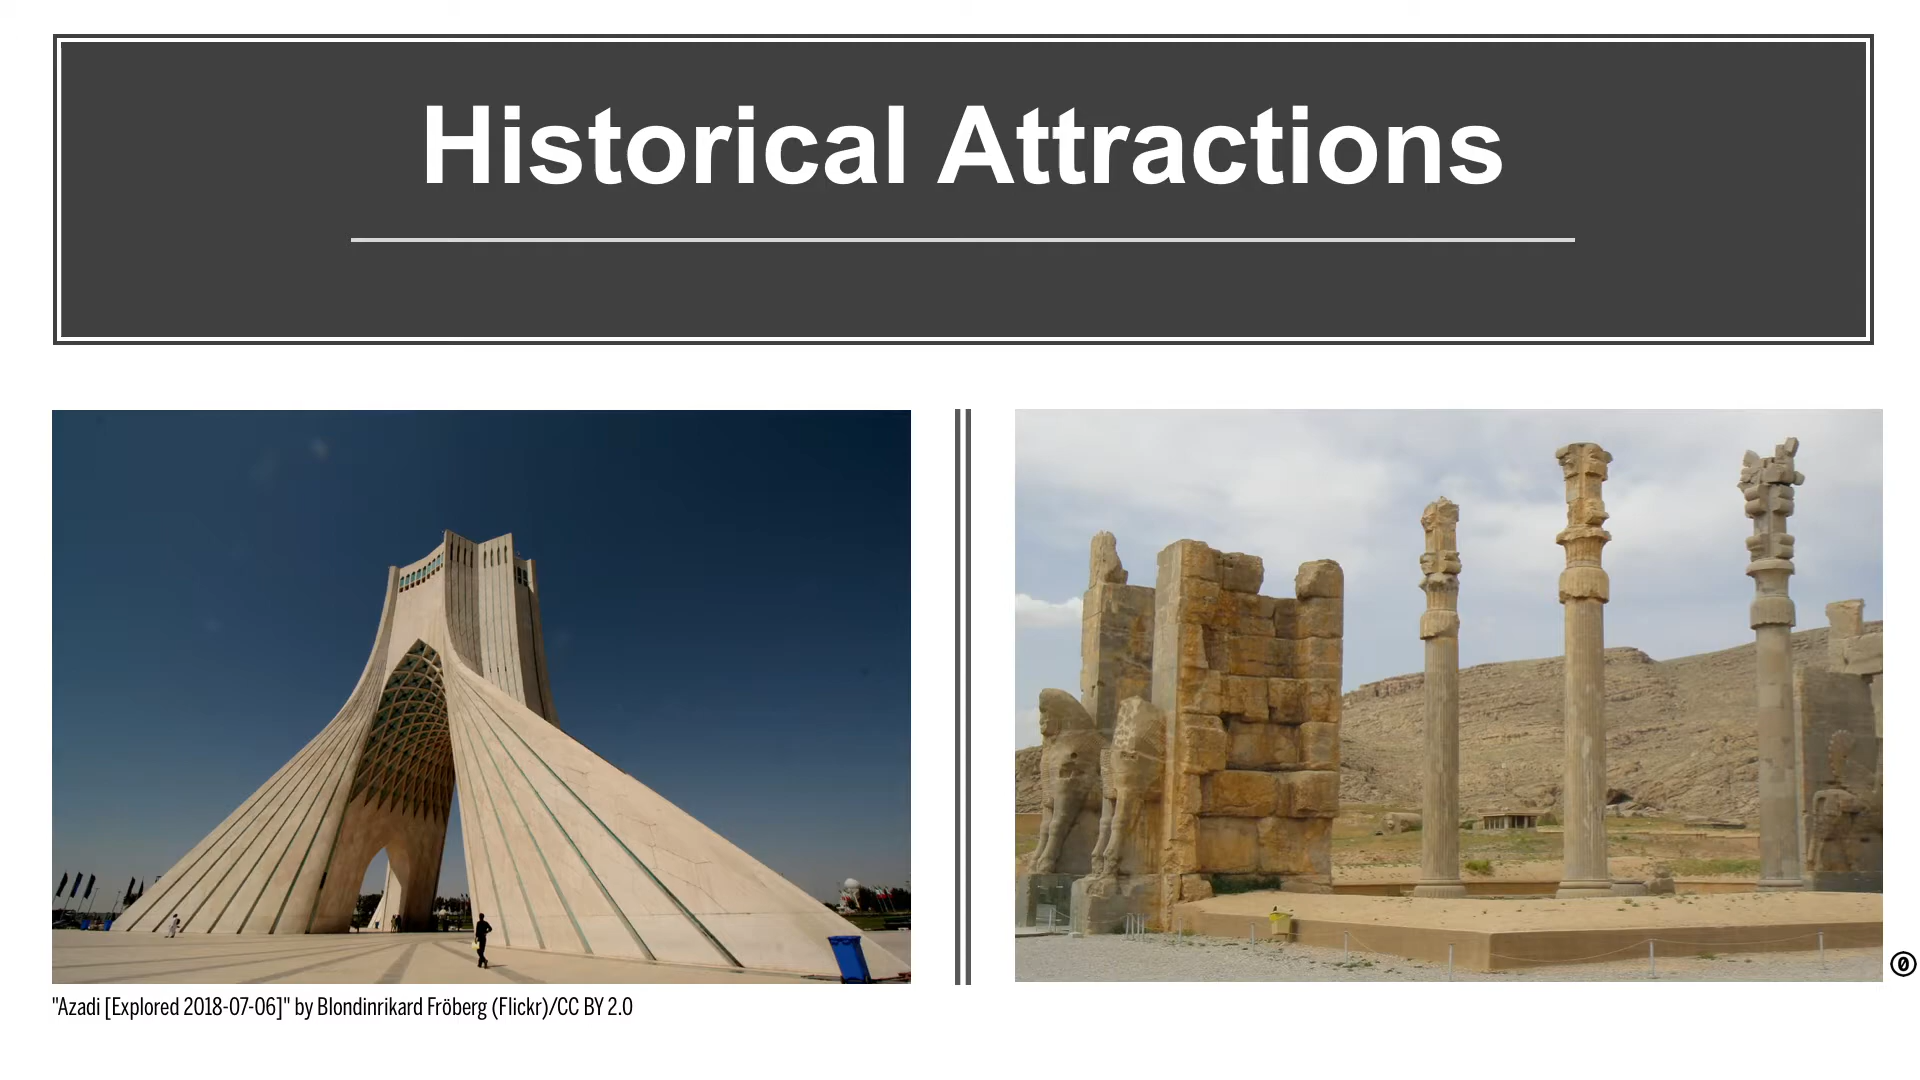 Historical Attractions
"Azadi [Explored 2018-07-06]" by Blondinrikard Fröberg (Flickr)/CC BY 2.0